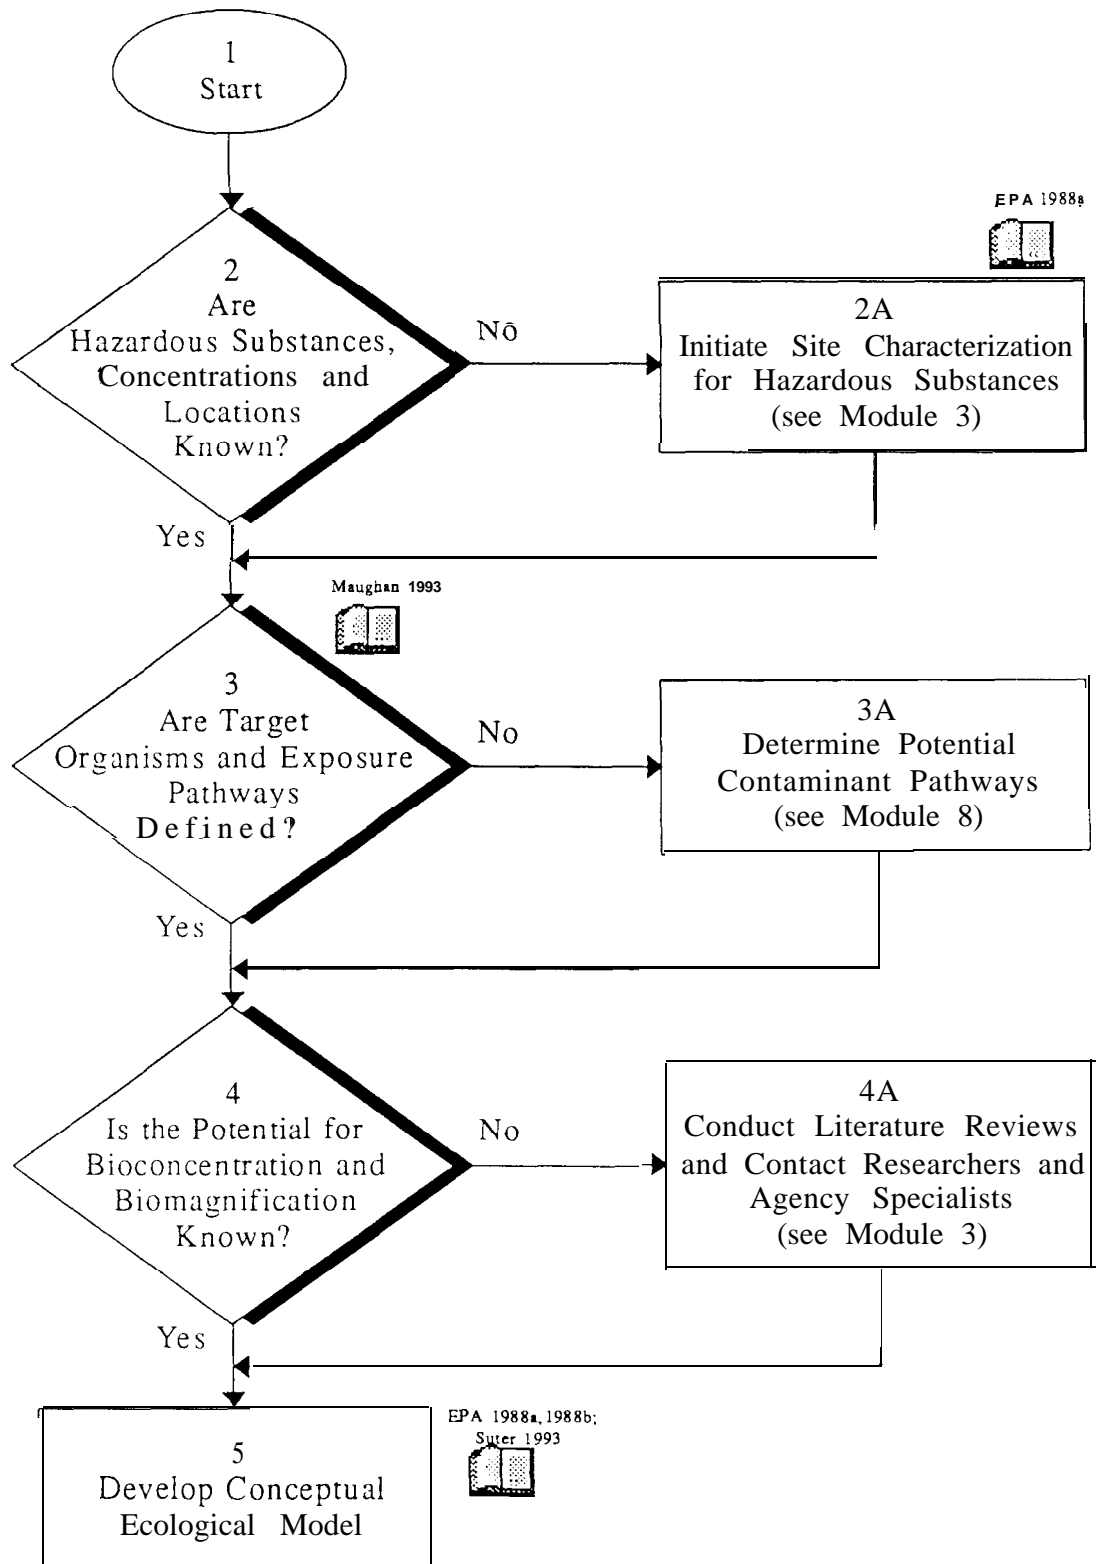 1
Start
EPA 1988a
2
Are
Hazardous Substances,
Concentrations and
Locations
Known?
No
2A
Initiate Site Characterization
for Hazardous Substances
(see Module 3)
Yes
Maughan 1993
3
Are Target
Organisms and Exposure
Pathways
Defined?
No
3A
Determine Potential
Contaminant Pathways
(see Module 8)
Yes
4
Is the Potential for
Bioconcentration and
Biomagnification
Known?
No
4A
Conduct Literature Reviews
and Contact Researchers and
Agency Specialists
(see Module 3)
Yes
EPA 1988a, 1988b;
Suter 1993
5
Develop Conceptual
Ecological Model